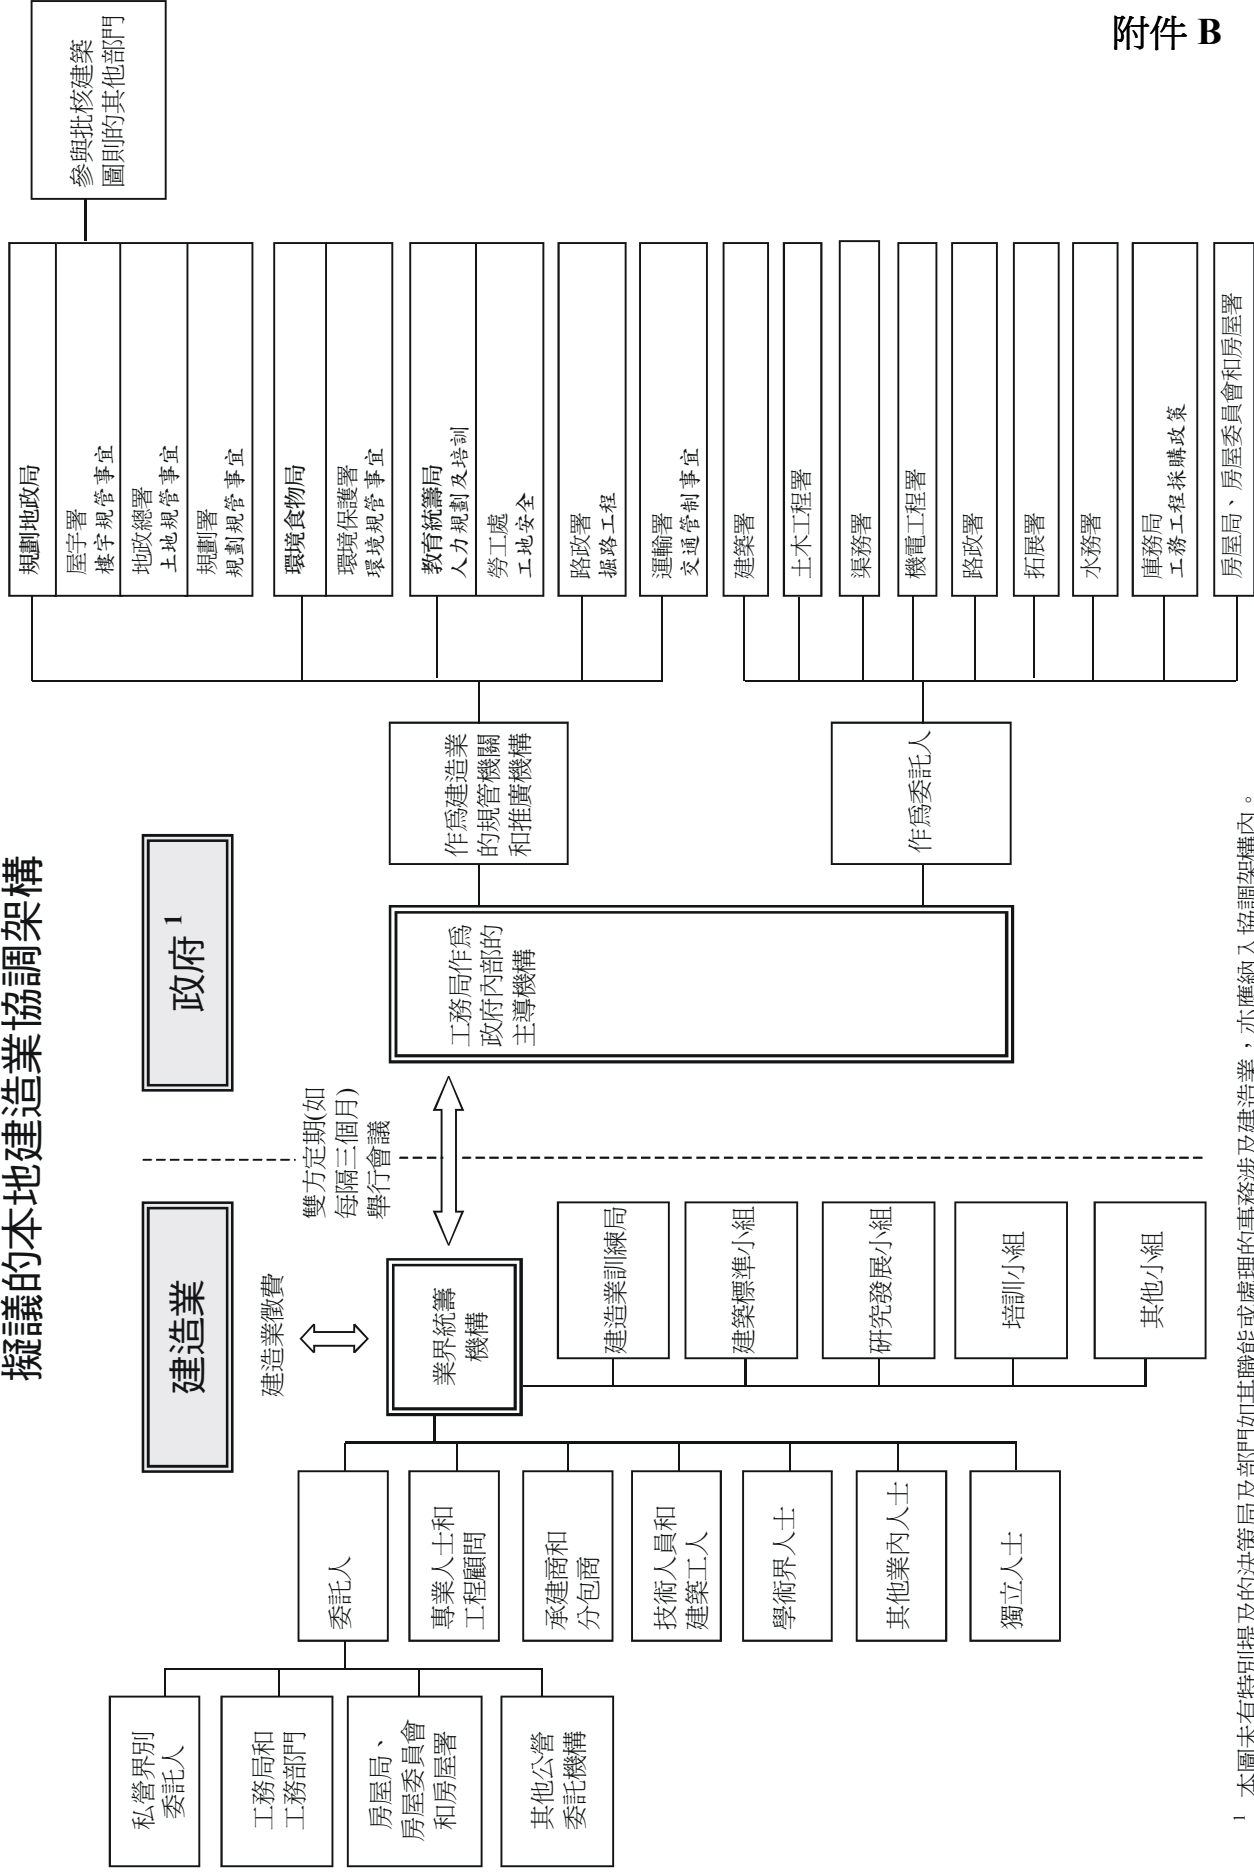 附件 B
擬議的本地建造業協調架構
建造業
政府1
建造業徵費
雙方定期(如
每隔三個月)
舉行會議
業界統籌
機構
工務局作為
政府內部的
主導機構
私營界別
委託人
工務局和
工務部門
房屋局、
房屋委員會
和房屋署
其他公營
委託機構
委託人
專業人士和
工程顧問
承建商和
分包商
技術人員和
建築工人
學術界人士
其他業內人士
獨立人士
建造業訓練局
建築標準小組
研究發展小組
培訓小組
其他小組
作為建造業
的規管機關
和推廣機構
作為委託人
規劃地政局
屋宇署
樓宇規管事宜
地政總署
土地規管事宜
規劃署
規劃規管事宜
環境食物局
環境保護署
環境規管事宜
教育統籌局
人力規劃及培訓
勞工處
工地安全
路政署
掘路工程
運輸署
交通管制事宜
建築署
土木工程署
渠務署
機電工程署
路政署
拓展署
水務署
庫務局
工務工程採購政策
房屋局、房屋委員會和房屋署
參與批核建築
圖則的其他部門
1 本圖未有特別提及的決策局及部門如其職能或處理的事務涉及建造業，亦應納入協調架構內。